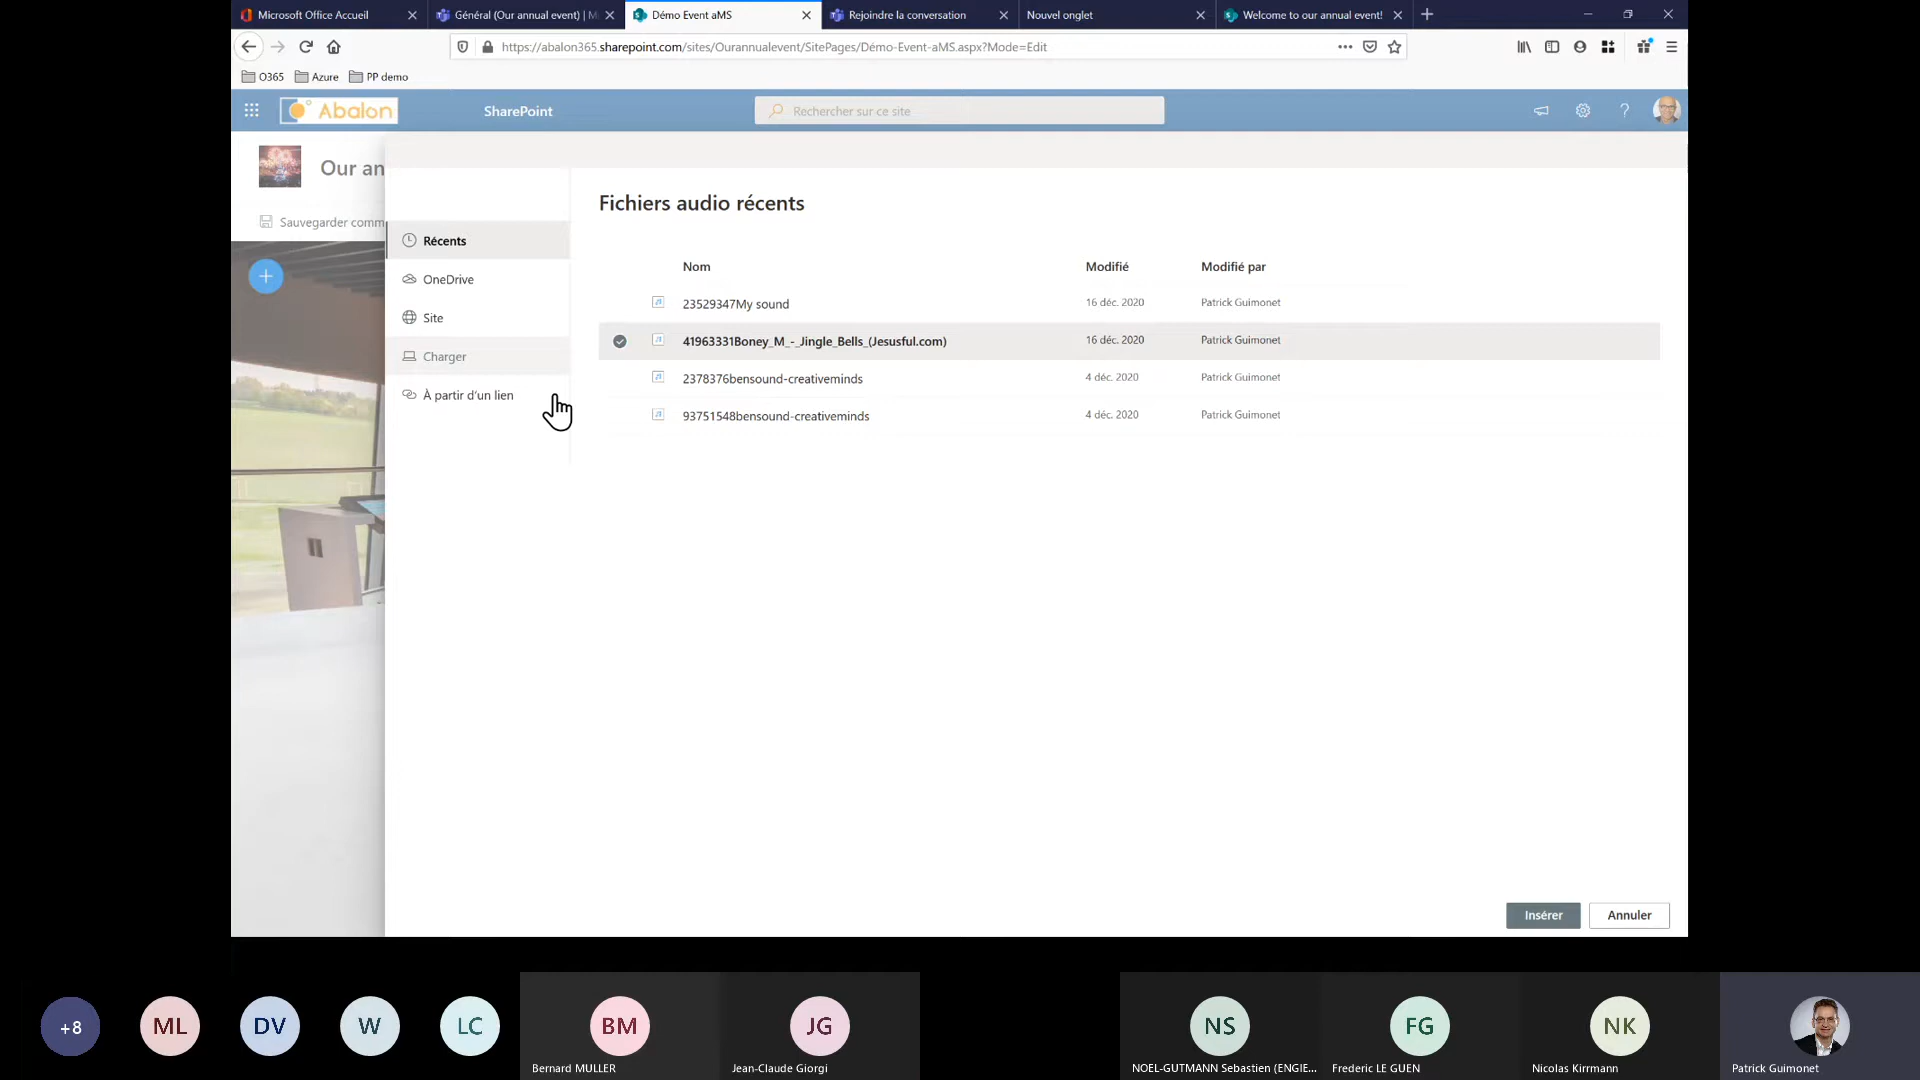 Microsoft Office Accueil
Général (Our annual event) | M
Démo Event aMS
Rejoindre la conversation
Nouvel onglet
Welcome to our annual event!
https://abalon365.sharepoint.com/sites/Ourannualevent/SitePages/Démo-Event-aMS.aspx?Mode=Edit
O365
Azure
PP demo
Abalon
SharePoint
Rechercher sur ce site
Our an
Sauvegarder comm
Récents
OneDrive
Site
Charger
À partir d'un lien
Fichiers audio récents
Nom Modifié Modifié par
23529347My sound 16 déc. 2020 Patrick Guimonet
41963331Boney_M_-_Jingle_Bells_(Jesusful.com) 16 déc. 2020 Patrick Guimonet
2378376bensound-creativeminds 4 déc. 2020 Patrick Guimonet
93751548bensound-creativeminds 4 déc. 2020 Patrick Guimonet
Insérer
Annuler
+8
ML
DV
W
LC
BM
Bernard MULLER
JG
Jean-Claude Giorgi
NS
NOEL-GUTMANN Sebastien (ENGIE...
FG
Frederic LE GUEN
NK
Nicolas Kirrmann
Patrick Guimonet